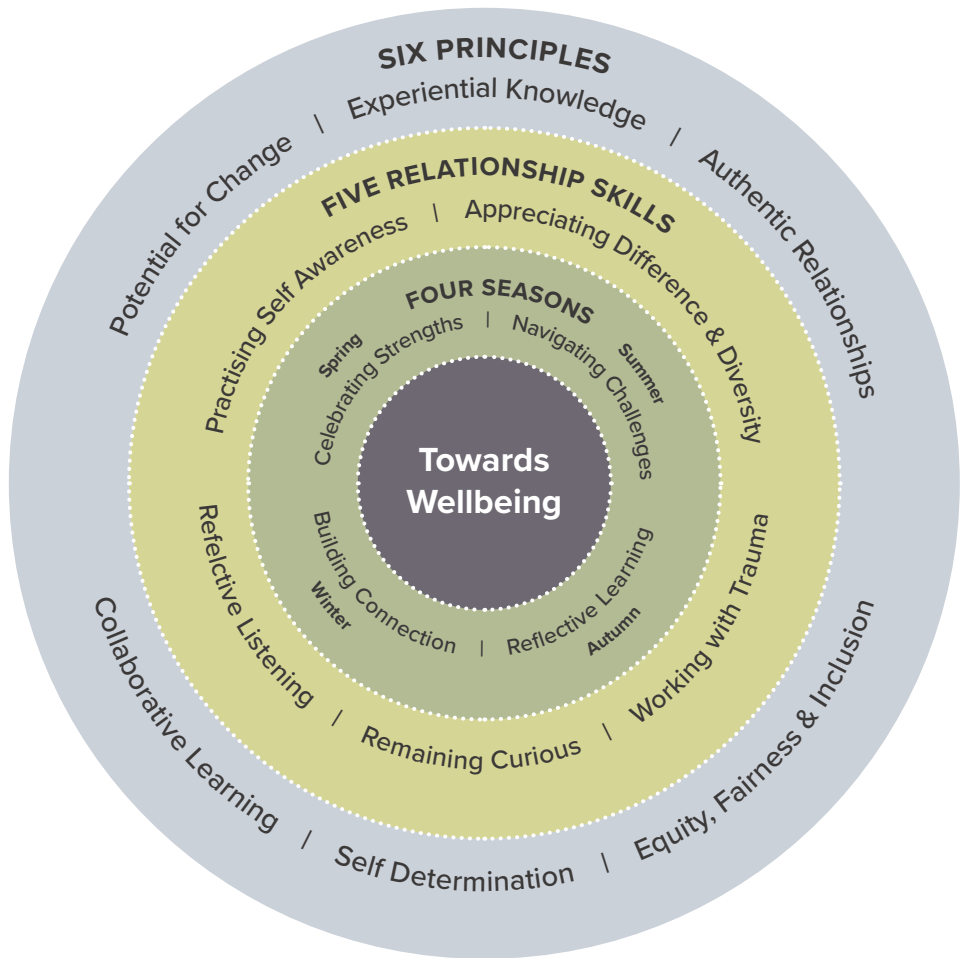 SIX PRINCIPLES
Potential for Change | Experiential Knowledge | Authentic Relationships
Collaborative Learning | Self Determination | Equity, Fairness & Inclusion
FIVE RELATIONSHIP SKILLS
Practising Self Awareness | Appreciating Difference & Diversity
Refelctive Listening | Remaining Curious | Working with Trauma
FOUR SEASONS
Spring
Summer
Celebrating Strengths | Navigating Challenges
Building Connection | Reflective Learning
Winter
Autumn
Towards
Wellbeing